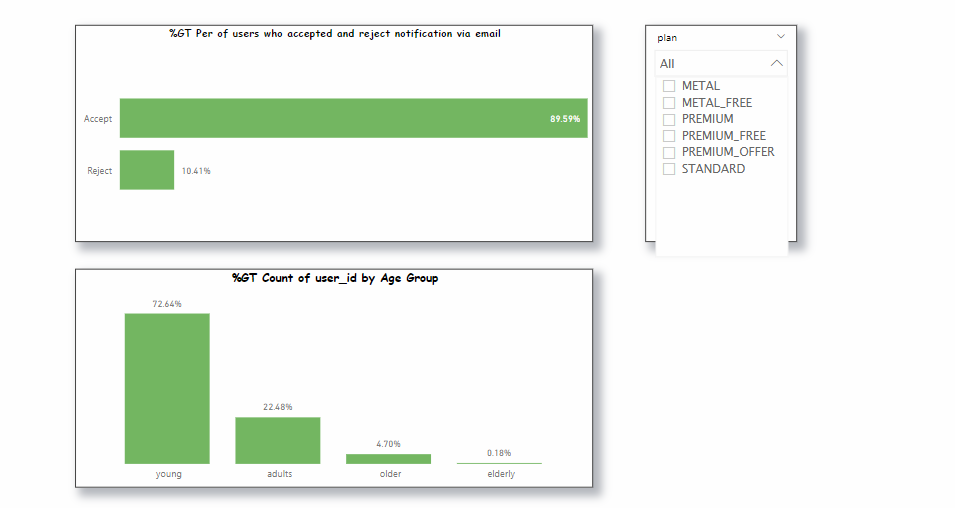 %GT Per of users who accepted and reject notification via email
Accept
89.59%
Reject
10.41%
plan
All
METAL
METAL_FREE
PREMIUM
PREMIUM_FREE
PREMIUM_OFFER
STANDARD
%GT Count of user_id by Age Group
72.64%
22.48%
4.70%
0.18%
young
adults
older
elderly